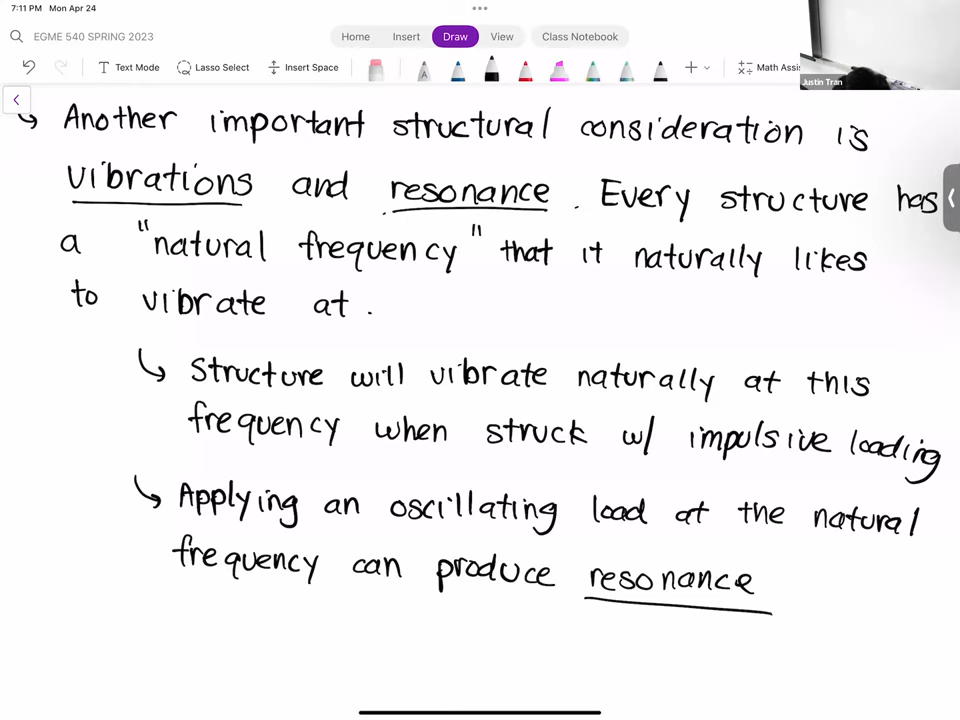 7:11 PM Mon Apr 24
EGME 540 SPRING 2023
Home Insert Draw View Class Notebook
Text Mode Lasso Select Insert Space Math Assis
Justin Tran
Another important structural consideration is
vibrations and resonance. Every structure has
a "natural frequency" that it naturally likes
to vibrate at.
Structure will vibrate naturally at this
frequency when struck w/ impulsive loading
Applying an oscillating load at the natural
frequency can produce resonance